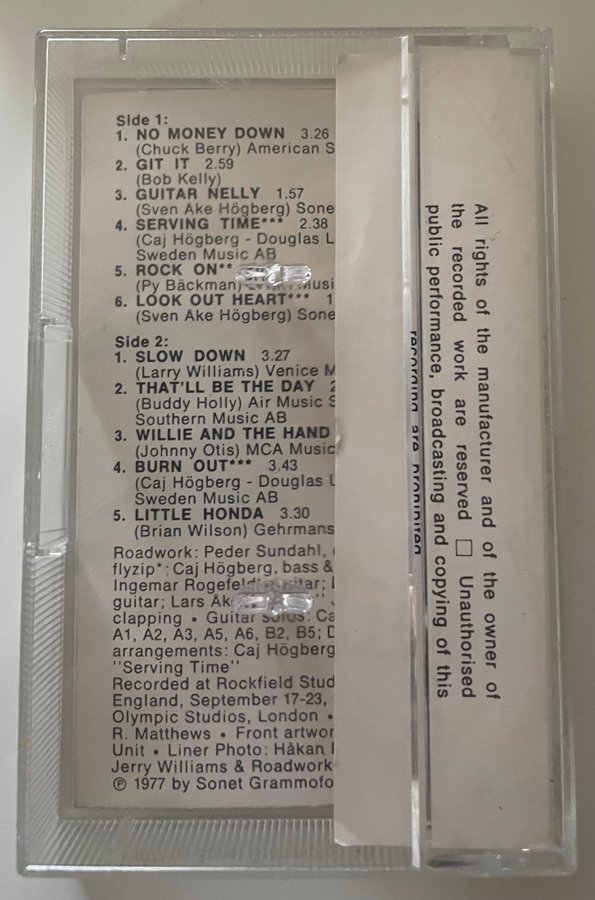 Side 1:
1. NO MONEY DOWN 3.26
(Chuck Berry) American S
2. GIT IT 2.59
(Bob Kelly)
3. GUITAR NELLY 1.57
(Sven Åke Högberg) Sone
4. SERVING TIME*** 2.38
(Caj Högberg - Douglas L
Sweden Music AB
5. ROCK ON**
(Py Bäckman)
6. LOOK OUT HEART*** 1
(Sven Åke Högberg) Sone
Side 2:
1. SLOW DOWN 3.27
(Larry Williams) Venice M
2. THAT'LL BE THE DAY 2
(Buddy Holly) Air Music S
Southern Music AB
3. WILLIE AND THE HAND
(Johnny Otis) MCA Music
4. BURN OUT*** 3.43
(Caj Högberg - Douglas L
Sweden Music AB
5. LITTLE HONDA 3.30
(Brian Wilson) Gehrmans
Roadwork: Peder Sundahl,
flyzip*; Caj Högberg, bass &
Ingemar Rogefeldt, guitar;
guitar; Lars Åk
clapping • Guitar solos: Ca
A1, A2, A3, A5, A6, B2, B5; D
arrangements: Caj Högberg
"Serving Time"
Recorded at Rockfield Stud
England, September 17-23,
Olympic Studios, London •
R. Matthews • Front artwor
Unit • Liner Photo: Håkan
Jerry Williams & Roadwork
℗ 1977 by Sonet Grammofo
All rights of the manufacturer and of the owner of
the recorded work are reserved □ Unauthorised
public performance, broadcasting and copying of this
recording are prohibited